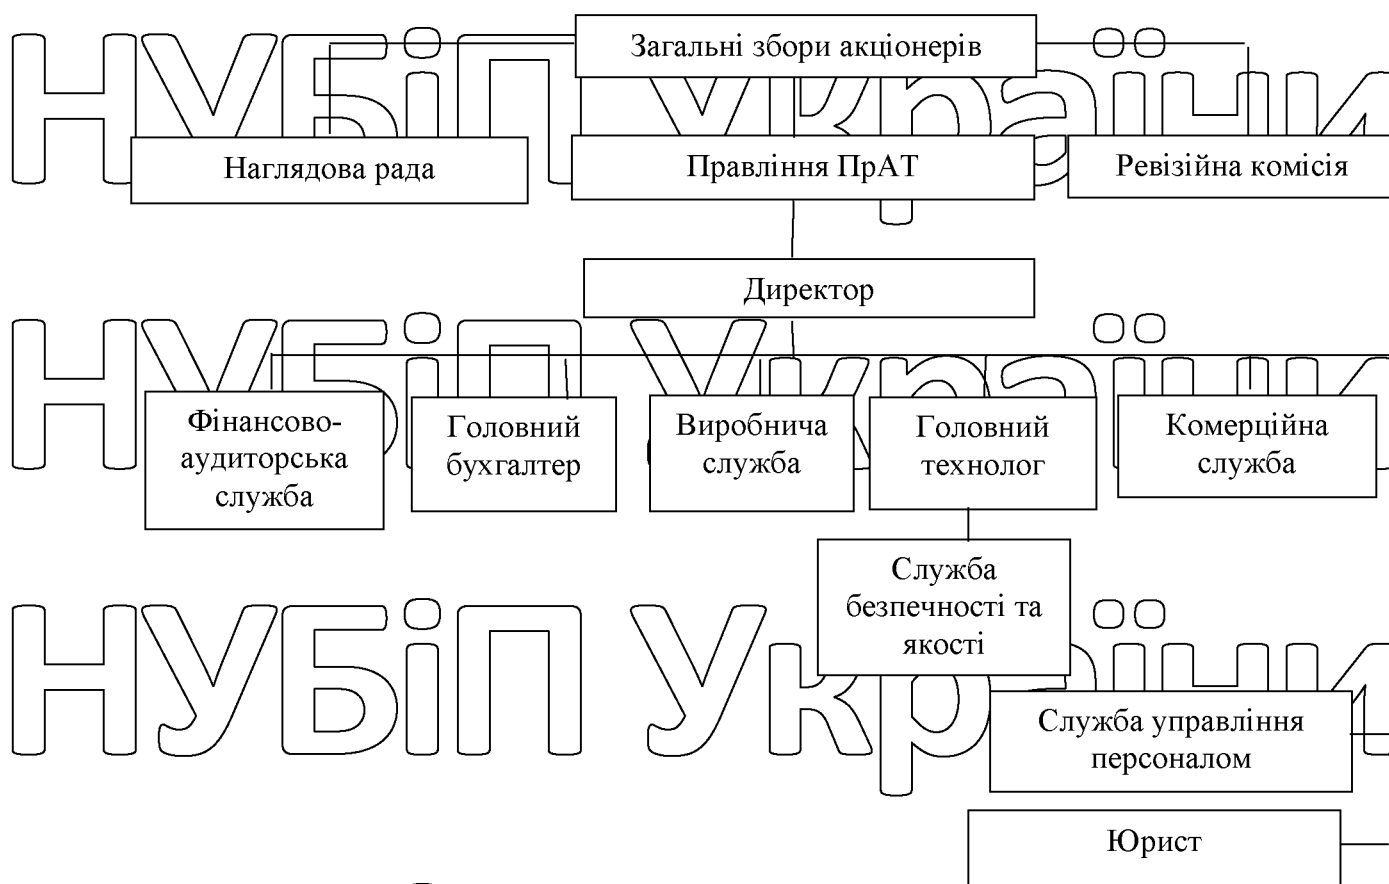 Загальні збори акціонерів
НУБіП України
Наглядова рада
Правління ПрАТ
Ревізійна комісія
Директор
НУБіП України
Фінансово-
аудиторська
служба
Головний
бухгалтер
Виробнича
служба
Головний
технолог
Комерційна
служба
Служба
безпечності та
якості
НУБіП України
Служба управління
персоналом
Юрист